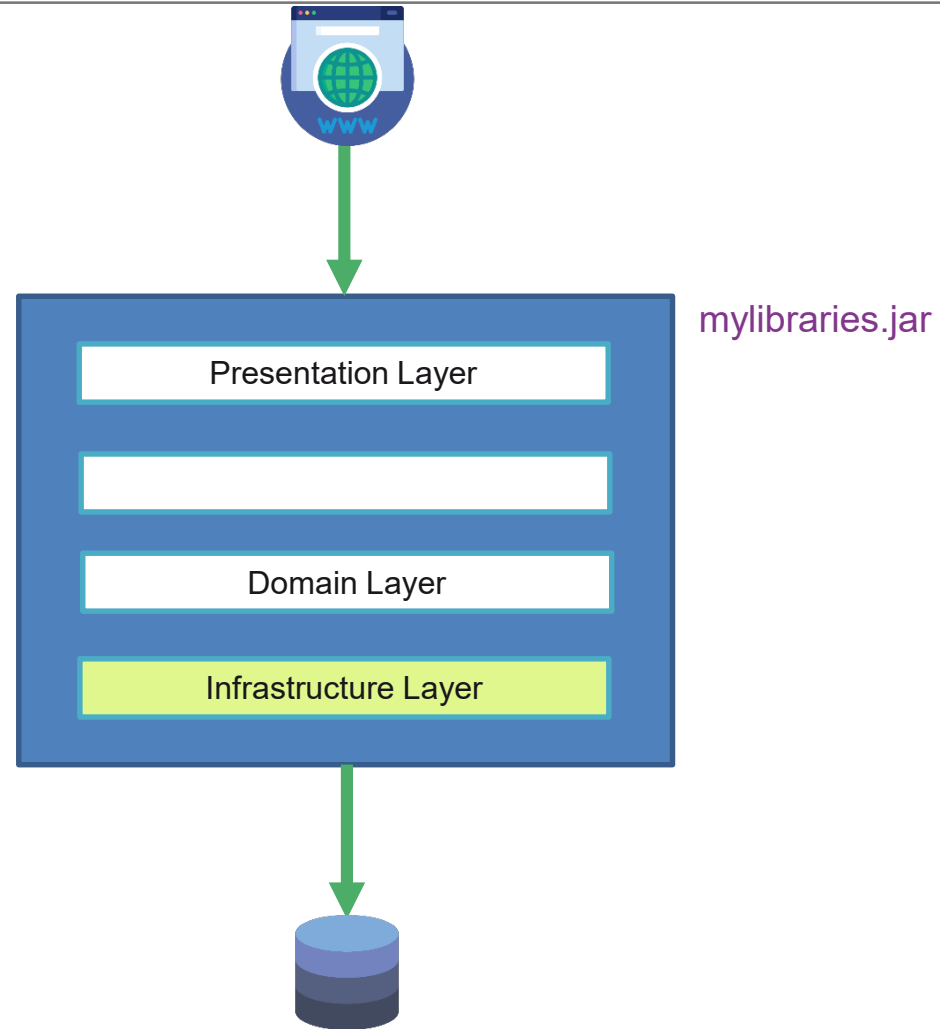 WWW
mylibraries.jar
Presentation Layer
Domain Layer
Infrastructure Layer